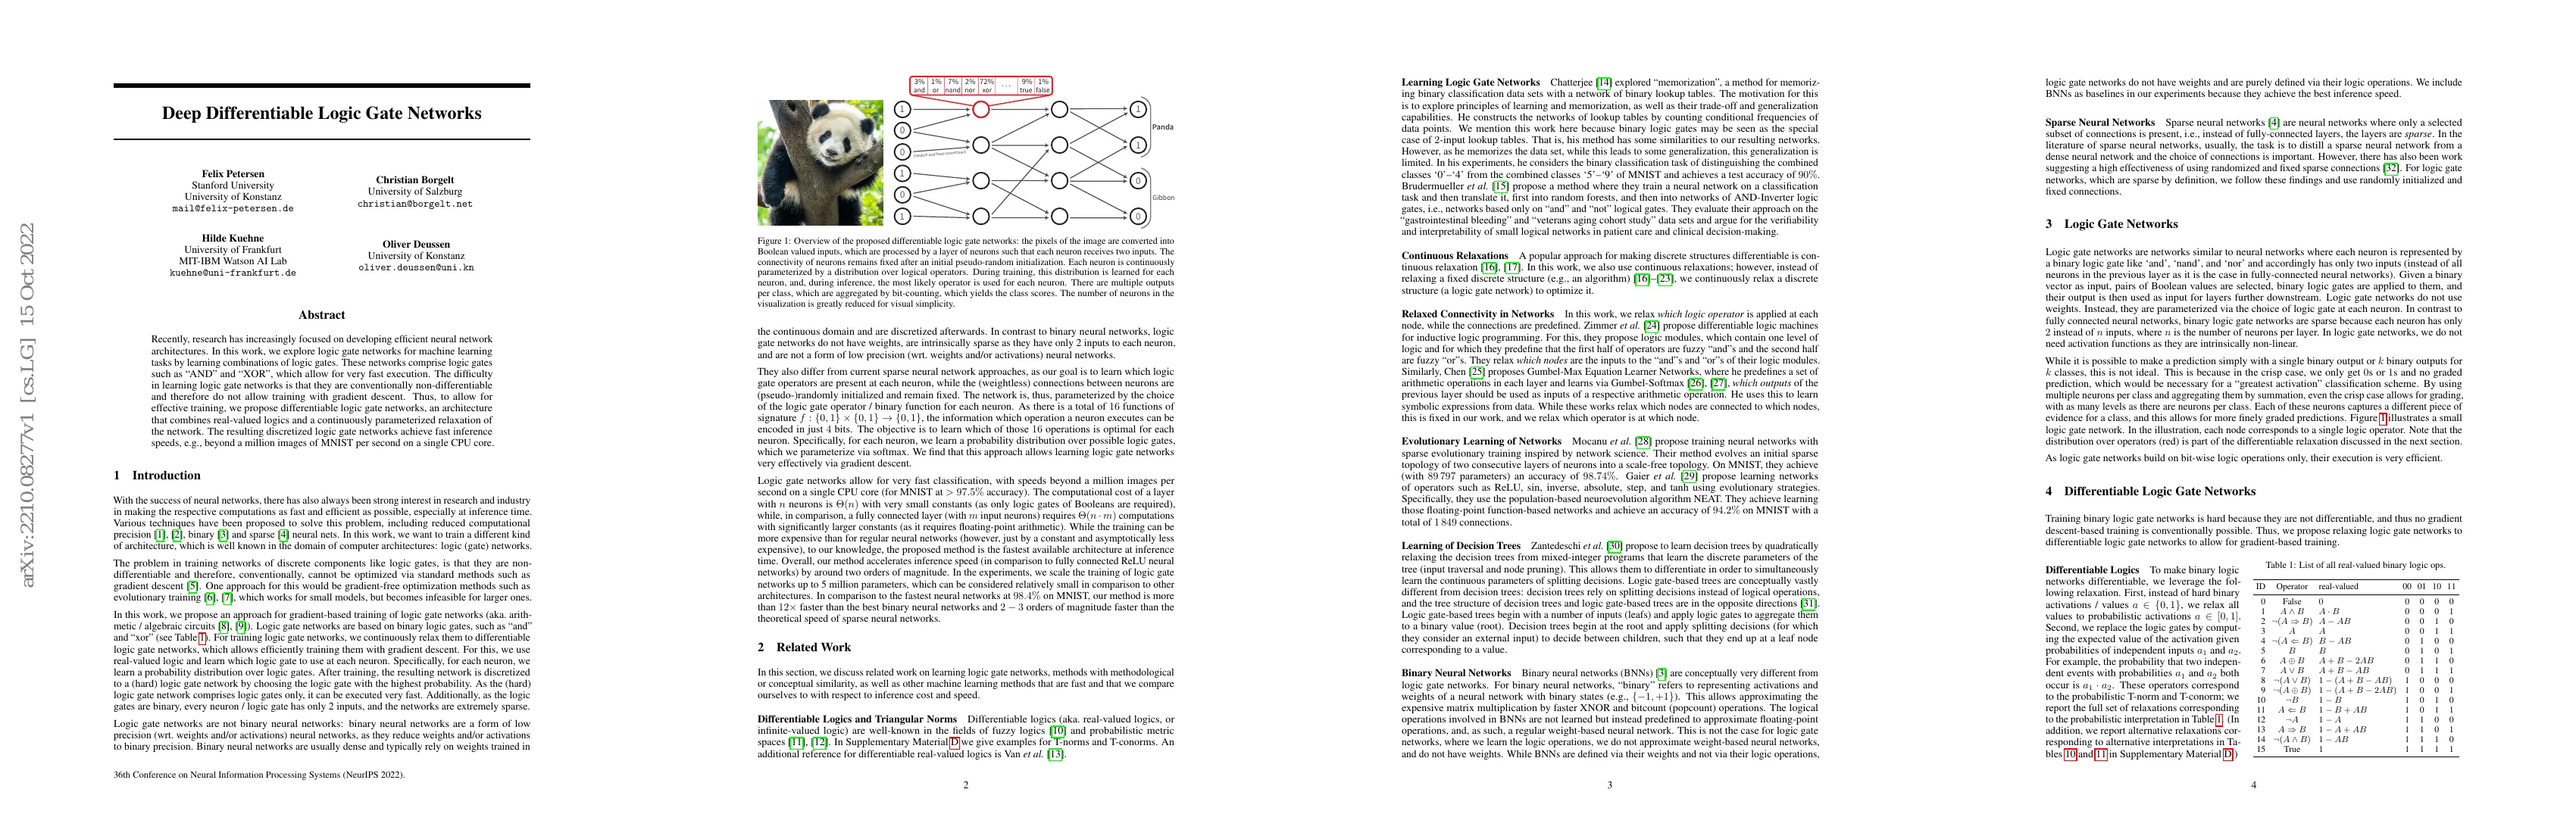 arXiv:2210.08277v1 [cs.LG] 15 Oct 2022
Deep Differentiable Logic Gate Networks
Felix Petersen
Stanford University
University of Konstanz
mail@felix-petersen.de
Christian Borgelt
University of Salzburg
christian@borgelt.net
Hilde Kuehne
University of Frankfurt
MIT-IBM Watson AI Lab
kuehne@uni-frankfurt.de
Oliver Deussen
University of Konstanz
oliver.deussen@uni.kn
Abstract
Recently, research has increasingly focused on developing efficient neural network
architectures. In this work, we explore logic gate networks for machine learning
tasks by learning combinations of logic gates. These networks comprise logic gates
such as “AND” and “XOR”, which allow for very fast execution. The difficulty
in learning logic gate networks is that they are conventionally non-differentiable
and therefore do not allow training with gradient descent. Thus, to allow for
effective training, we propose differentiable logic gate networks, an architecture
that combines real-valued logics and a continuously parameterized relaxation of
the network. The resulting discretized logic gate networks achieve fast inference
speeds, e.g., beyond a million images of MNIST per second on a single CPU core.
1 Introduction
With the success of neural networks, there has also always been strong interest in research and industry
in making the respective computations as fast and efficient as possible, especially at inference time.
Various techniques have been proposed to solve this problem, including reduced computational
precision [1], [2], binary [3] and sparse [4] neural nets. In this work, we want to train a different kind
of architecture, which is well known in the domain of computer architectures: logic (gate) networks.
The problem in training networks of discrete components like logic gates, is that they are non-
differentiable and therefore, conventionally, cannot be optimized via standard methods such as
gradient descent [5]. One approach for this would be gradient-free optimization methods such as
evolutionary training [6], [7], which works for small models, but becomes infeasible for larger ones.
In this work, we propose an approach for gradient-based training of logic gate networks (aka. arith-
metic / algebraic circuits [8], [9]). Logic gate networks are based on binary logic gates, such as “and”
and “xor” (see Table 1). For training logic gate networks, we continuously relax them to differentiable
logic gate networks, which allows efficiently training them with gradient descent. For this, we use
real-valued logic and learn which logic gate to use at each neuron. Specifically, for each neuron, we
learn a probability distribution over logic gates. After training, the resulting network is discretized
to a (hard) logic gate network by choosing the logic gate with the highest probability. As the (hard)
logic gate network comprises logic gates only, it can be executed very fast. Additionally, as the logic
gates are binary, every neuron / logic gate has only 2 inputs, and the networks are extremely sparse.
Logic gate networks are not binary neural networks: binary neural networks are a form of low
precision (wrt. weights and/or activations) neural networks, as they reduce weights and/or activations
to binary precision. Binary neural networks are usually dense and typically rely on weights trained in
36th Conference on Neural Information Processing Systems (NeurIPS 2022).
3% 1% 7% 2% 72% ... 9% 1%
and or nand nor xor true false
1
0
0
1
0
1
1
1
0
0
Panda
Gibbon
Figure 1: Overview of the proposed differentiable logic gate networks: the pixels of the image are converted into
Boolean valued inputs, which are processed by a layer of neurons such that each neuron receives two inputs. The
connectivity of neurons remains fixed after an initial pseudo-random initialization. Each neuron is continuously
parameterized by a distribution over logical operators. During training, this distribution is learned for each
neuron, and, during inference, the most likely operator is used for each neuron. There are multiple outputs
per class, which are aggregated by bit-counting, which yields the class scores. The number of neurons in the
visualization is greatly reduced for visual simplicity.
the continuous domain and are discretized afterwards. In contrast to binary neural networks, logic
gate networks do not have weights, are intrinsically sparse as they have only 2 inputs to each neuron,
and are not a form of low precision (wrt. weights and/or activations) neural networks.
They also differ from current sparse neural network approaches, as our goal is to learn which logic
gate operators are present at each neuron, while the (weightless) connections between neurons are
(pseudo-)randomly initialized and remain fixed. The network is, thus, parameterized by the choice
of the logic gate operator / binary function for each neuron. As there is a total of 16 functions of
signature f : {0, 1} × {0, 1} → {0, 1}, the information which operation a neuron executes can be
encoded in just 4 bits. The objective is to learn which of those 16 operations is optimal for each
neuron. Specifically, for each neuron, we learn a probability distribution over possible logic gates,
which we parameterize via softmax. We find that this approach allows learning logic gate networks
very effectively via gradient descent.
Logic gate networks allow for very fast classification, with speeds beyond a million images per
second on a single CPU core (for MNIST at > 97.5% accuracy). The computational cost of a layer
with n neurons is Θ(n) with very small constants (as only logic gates of Booleans are required),
while, in comparison, a fully connected layer (with m input neurons) requires Θ(n · m) computations
with significantly larger constants (as it requires floating-point arithmetic). While the training can be
more expensive than for regular neural networks (however, just by a constant and asymptotically less
expensive), to our knowledge, the proposed method is the fastest available architecture at inference
time. Overall, our method accelerates inference speed (in comparison to fully connected ReLU neural
networks) by around two orders of magnitude. In the experiments, we scale the training of logic gate
networks up to 5 million parameters, which can be considered relatively small in comparison to other
architectures. In comparison to the fastest neural networks at 98.4% on MNIST, our method is more
than 12× faster than the best binary neural networks and 2 − 3 orders of magnitude faster than the
theoretical speed of sparse neural networks.
2 Related Work
In this section, we discuss related work on learning logic gate networks, methods with methodological
or conceptual similarity, as well as other machine learning methods that are fast and that we compare
ourselves to with respect to inference cost and speed.
Differentiable Logics and Triangular Norms Differentiable logics (aka. real-valued logics, or
infinite-valued logic) are well-known in the fields of fuzzy logics [10] and probabilistic metric
spaces [11], [12]. In Supplementary Material D we give examples for T-norms and T-conorms. An
additional reference for differentiable real-valued logics is Van et al. [13].
2
Learning Logic Gate Networks Chatterjee [14] explored “memorization”, a method for memoriz-
ing binary classification data sets with a network of binary lookup tables. The motivation for this
is to explore principles of learning and memorization, as well as their trade-off and generalization
capabilities. He constructs the networks of lookup tables by counting conditional frequencies of
data points. We mention this work here because binary logic gates may be seen as the special
case of 2-input lookup tables. That is, his method has some similarities to our resulting networks.
However, as he memorizes the data set, while this leads to some generalization, this generalization is
limited. In his experiments, he considers the binary classification task of distinguishing the combined
classes ‘0’–‘4’ from the combined classes ‘5’–‘9’ of MNIST and achieves a test accuracy of 90%.
Brudermueller et al. [15] propose a method where they train a neural network on a classification
task and then translate it, first into random forests, and then into networks of AND-Inverter logic
gates, i.e., networks based only on “and” and “not” logical gates. They evaluate their approach on the
“gastrointestinal bleeding” and “veterans aging cohort study” data sets and argue for the verifiability
and interpretability of small logical networks in patient care and clinical decision-making.
Continuous Relaxations A popular approach for making discrete structures differentiable is con-
tinuous relaxation [16], [17]. In this work, we also use continuous relaxations; however, instead of
relaxing a fixed discrete structure (e.g., an algorithm) [16]–[23], we continuously relax a discrete
structure (a logic gate network) to optimize it.
Relaxed Connectivity in Networks In this work, we relax which logic operator is applied at each
node, while the connections are predefined. Zimmer et al. [24] propose differentiable logic machines
for inductive logic programming. For this, they propose logic modules, which contain one level of
logic and for which they predefine that the first half of operators are fuzzy “and”s and the second half
are fuzzy “or”s. They relax which nodes are the inputs to the “and”s and “or”s of their logic modules.
Similarly, Chen [25] proposes Gumbel-Max Equation Learner Networks, where he predefines a set of
arithmetic operations in each layer and learns via Gumbel-Softmax [26], [27], which outputs of the
previous layer should be used as inputs of a respective arithmetic operation. He uses this to learn
symbolic expressions from data. While these works relax which nodes are connected to which nodes,
this is fixed in our work, and we relax which operator is at which node.
Evolutionary Learning of Networks Mocanu et al. [28] propose training neural networks with
sparse evolutionary training inspired by network science. Their method evolves an initial sparse
topology of two consecutive layers of neurons into a scale-free topology. On MNIST, they achieve
(with 89 797 parameters) an accuracy of 98.74%. Gaier et al. [29] propose learning networks
of operators such as ReLU, sin, inverse, absolute, step, and tanh using evolutionary strategies.
Specifically, they use the population-based neuroevolution algorithm NEAT. They achieve learning
those floating-point function-based networks and achieve an accuracy of 94.2% on MNIST with a
total of 1 849 connections.
Learning of Decision Trees Zantedeschi et al. [30] propose to learn decision trees by quadratically
relaxing the decision trees from mixed-integer programs that learn the discrete parameters of the
tree (input traversal and node pruning). This allows them to differentiate in order to simultaneously
learn the continuous parameters of splitting decisions. Logic gate-based trees are conceptually vastly
different from decision trees: decision trees rely on splitting decisions instead of logical operations,
and the tree structure of decision trees and logic gate-based trees are in the opposite directions [31].
Logic gate-based trees begin with a number of inputs (leafs) and apply logic gates to aggregate them
to a binary value (root). Decision trees begin at the root and apply splitting decisions (for which
they consider an external input) to decide between children, such that they end up at a leaf node
corresponding to a value.
Binary Neural Networks Binary neural networks (BNNs) [3] are conceptually very different from
logic gate networks. For binary neural networks, “binary” refers to representing activations and
weights of a neural network with binary states (e.g., {−1, +1}). This allows approximating the
expensive matrix multiplication by faster XNOR and bitcount (popcount) operations. The logical
operations involved in BNNs are not learned but instead predefined to approximate floating-point
operations, and, as such, a regular weight-based neural network. This is not the case for logic gate
networks, where we learn the logic operations, we do not approximate weight-based neural networks,
and do not have weights. While BNNs are defined via their weights and not via their logic operations,
3
logic gate networks do not have weights and are purely defined via their logic operations. We include
BNNs as baselines in our experiments because they achieve the best inference speed.
Sparse Neural Networks Sparse neural networks [4] are neural networks where only a selected
subset of connections is present, i.e., instead of fully-connected layers, the layers are sparse. In the
literature of sparse neural networks, usually, the task is to distill a sparse neural network from a
dense neural network and the choice of connections is important. However, there has also been work
suggesting a high effectiveness of using randomized and fixed sparse connections [32]. For logic gate
networks, which are sparse by definition, we follow these findings and use randomly initialized and
fixed connections.
3 Logic Gate Networks
Logic gate networks are networks similar to neural networks where each neuron is represented by
a binary logic gate like ‘and’, ‘nand’, and ‘nor’ and accordingly has only two inputs (instead of all
neurons in the previous layer as it is the case in fully-connected neural networks). Given a binary
vector as input, pairs of Boolean values are selected, binary logic gates are applied to them, and
their output is then used as input for layers further downstream. Logic gate networks do not use
weights. Instead, they are parameterized via the choice of logic gate at each neuron. In contrast to
fully connected neural networks, binary logic gate networks are sparse because each neuron has only
2 instead of n inputs, where n is the number of neurons per layer. In logic gate networks, we do not
need activation functions as they are intrinsically non-linear.
While it is possible to make a prediction simply with a single binary output or k binary outputs for
k classes, this is not ideal. This is because in the crisp case, we only get 0s or 1s and no graded
prediction, which would be necessary for a “greatest activation” classification scheme. By using
multiple neurons per class and aggregating them by summation, even the crisp case allows for grading,
with as many levels as there are neurons per class. Each of these neurons captures a different piece of
evidence for a class, and this allows for more finely graded predictions. Figure 1 illustrates a small
logic gate network. In the illustration, each node corresponds to a single logic operator. Note that the
distribution over operators (red) is part of the differentiable relaxation discussed in the next section.
As logic gate networks build on bit-wise logic operations only, their execution is very efficient.
4 Differentiable Logic Gate Networks
Training binary logic gate networks is hard because they are not differentiable, and thus no gradient
descent-based training is conventionally possible. Thus, we propose relaxing logic gate networks to
differentiable logic gate networks to allow for gradient-based training.
Differentiable Logics To make binary logic
networks differentiable, we leverage the fol-
lowing relaxation. First, instead of hard binary
activations / values a ∈ {0, 1}, we relax all
values to probabilistic activations a ∈ [0, 1].
Second, we replace the logic gates by comput-
ing the expected value of the activation given
probabilities of independent inputs a1 and a2.
For example, the probability that two indepen-
dent events with probabilities a1 and a2 both
occur is a1 · a2. These operators correspond
to the probabilistic T-norm and T-conorm; we
report the full set of relaxations corresponding
to the probabilistic interpretation in Table 1. (In
addition, we report alternative relaxations cor-
responding to alternative interpretations in Ta-
bles 10 and 11 in Supplementary Material D.)
Table 1: List of all real-valued binary logic ops.
ID Operator real-valued 00 01 10 11
0 False 0 0 0 0 0
1 A ∧ B A · B 0 0 0 1
2 ¬(A ⇒ B) A − AB 0 0 1 0
3 A A 0 0 1 1
4 ¬(A ⇐ B) B − AB 0 1 0 0
5 B B 0 1 0 1
6 A ⊕ B A + B − 2AB 0 1 1 0
7 A ∨ B A + B − AB 0 1 1 1
8 ¬(A ∨ B) 1 − (A + B − AB) 1 0 0 0
9 ¬(A ⊕ B) 1 − (A + B − 2AB) 1 0 0 1
10 ¬B 1 − B 1 0 1 0
11 A ⇐ B 1 − B + AB 1 0 1 1
12 ¬A 1 − A 1 1 0 0
13 A ⇒ B 1 − A + AB 1 1 0 1
14 ¬(A ∧ B) 1 − AB 1 1 1 0
15 True 1 1 1 1 1
4